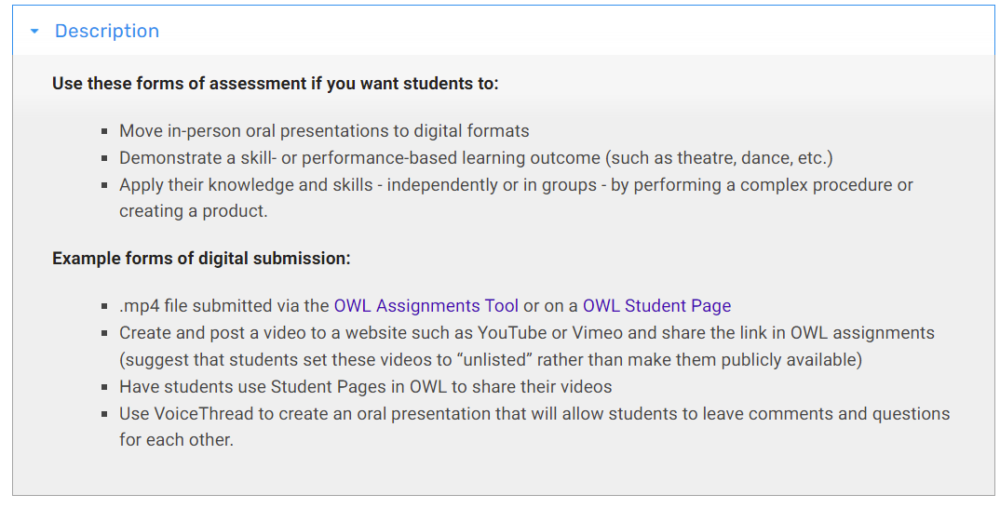 Description
Use these forms of assessment if you want students to:
▪ Move in-person oral presentations to digital formats
▪ Demonstrate a skill- or performance-based learning outcome (such as theatre, dance, etc.)
▪ Apply their knowledge and skills - independently or in groups - by performing a complex procedure or
creating a product.
Example forms of digital submission:
▪ .mp4 file submitted via the OWL Assignments Tool or on a OWL Student Page
▪ Create and post a video to a website such as YouTube or Vimeo and share the link in OWL assignments
(suggest that students set these videos to “unlisted” rather than make them publicly available)
▪ Have students use Student Pages in OWL to share their videos
▪ Use VoiceThread to create an oral presentation that will allow students to leave comments and questions
for each other.